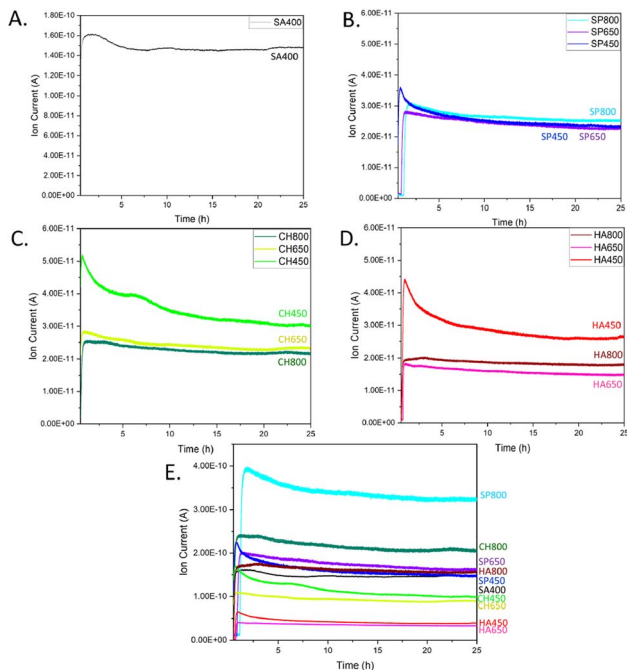 A.
SA400
1.80E-10
1.60E-10
1.40E-10
1.20E-10
1.00E-10
8.00E-11
6.00E-11
4.00E-11
2.00E-11
0.00E+00
Ion Current (A)
SA400
5 10 15 20 25
Time (h)
B.
SP800
SP650
SP450
6.00E-11
5.00E-11
4.00E-11
3.00E-11
2.00E-11
1.00E-11
0.00E+00
Ion Current (A)
SP800
SP450 SP650
5 10 15 20 25
Time (h)
C.
CH800
CH650
CH450
6.00E-11
5.00E-11
4.00E-11
3.00E-11
2.00E-11
1.00E-11
0.00E+00
Ion Current (A)
CH450
CH650
CH800
5 10 15 20 25
Time (h)
D.
HA800
HA650
HA450
6.00E-11
5.00E-11
4.00E-11
3.00E-11
2.00E-11
1.00E-11
0.00E+00
Ion Current (A)
HA450
HA800
HA650
5 10 15 20 25
Time (h)
E.
4.00E-10
3.00E-10
2.00E-10
1.00E-10
0.00E+00
Ion Current (A)
SP800
CH800
SP650
HA800
SP450
SA400
CH450
CH650
HA450
HA650
5 10 15 20 25
Time (h)